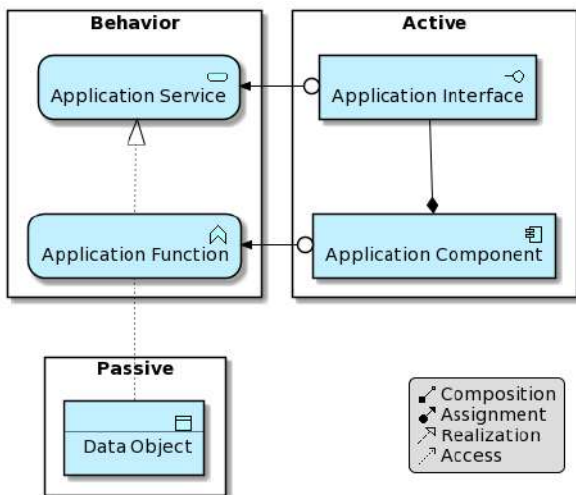 Behavior
Active
Application Service
Application Interface
Application Function
Application Component
Passive
Data Object
Composition
Assignment
Realization
Access